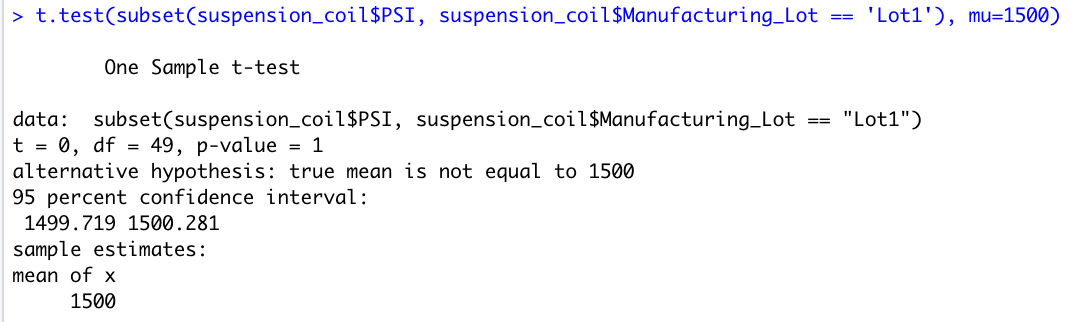 > t.test(subset(suspension_coil$PSI, suspension_coil$Manufacturing_Lot == 'Lot1'), mu=1500)
One Sample t-test
data:  subset(suspension_coil$PSI, suspension_coil$Manufacturing_Lot == "Lot1")
t = 0, df = 49, p-value = 1
alternative hypothesis: true mean is not equal to 1500
95 percent confidence interval:
1499.719 1500.281
sample estimates:
mean of x
1500